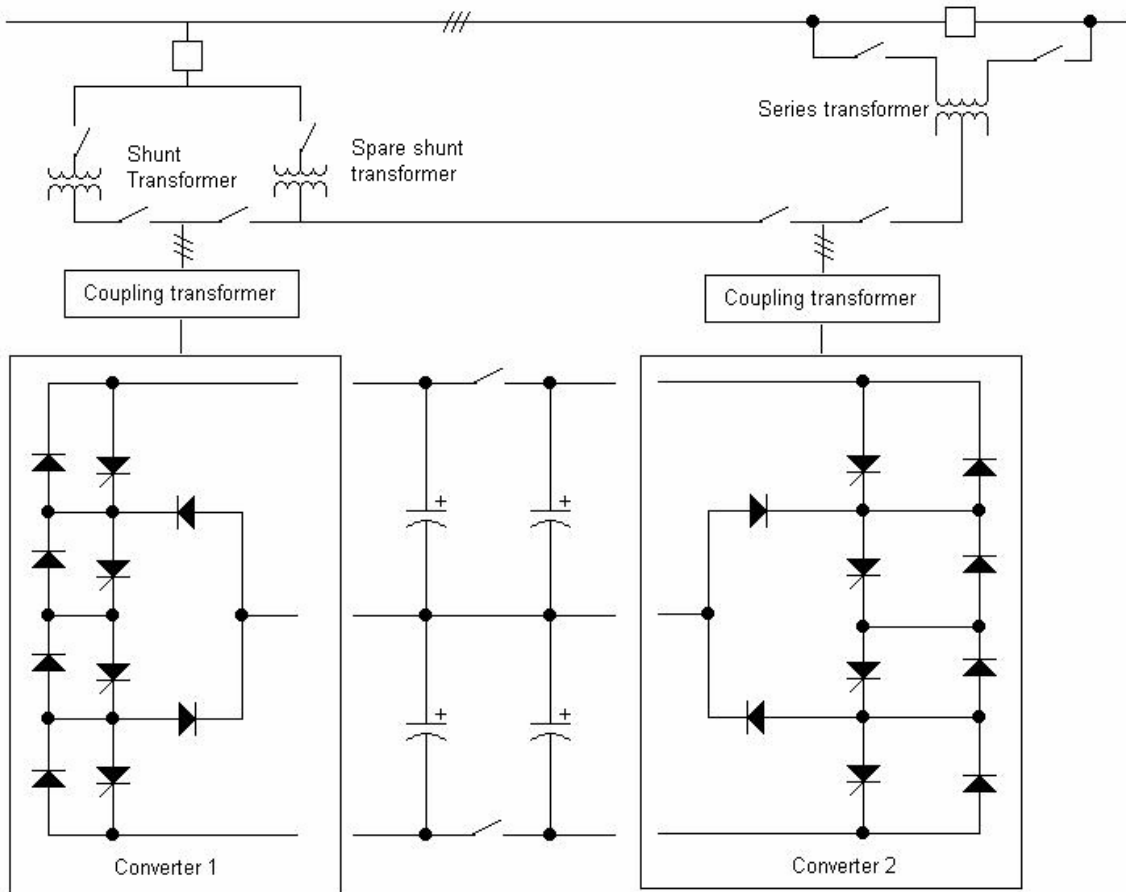 Series transformer
Shunt
Transformer
Spare shunt
transformer
Coupling transformer
Coupling transformer
+
+
+
+
Converter 1
Converter 2